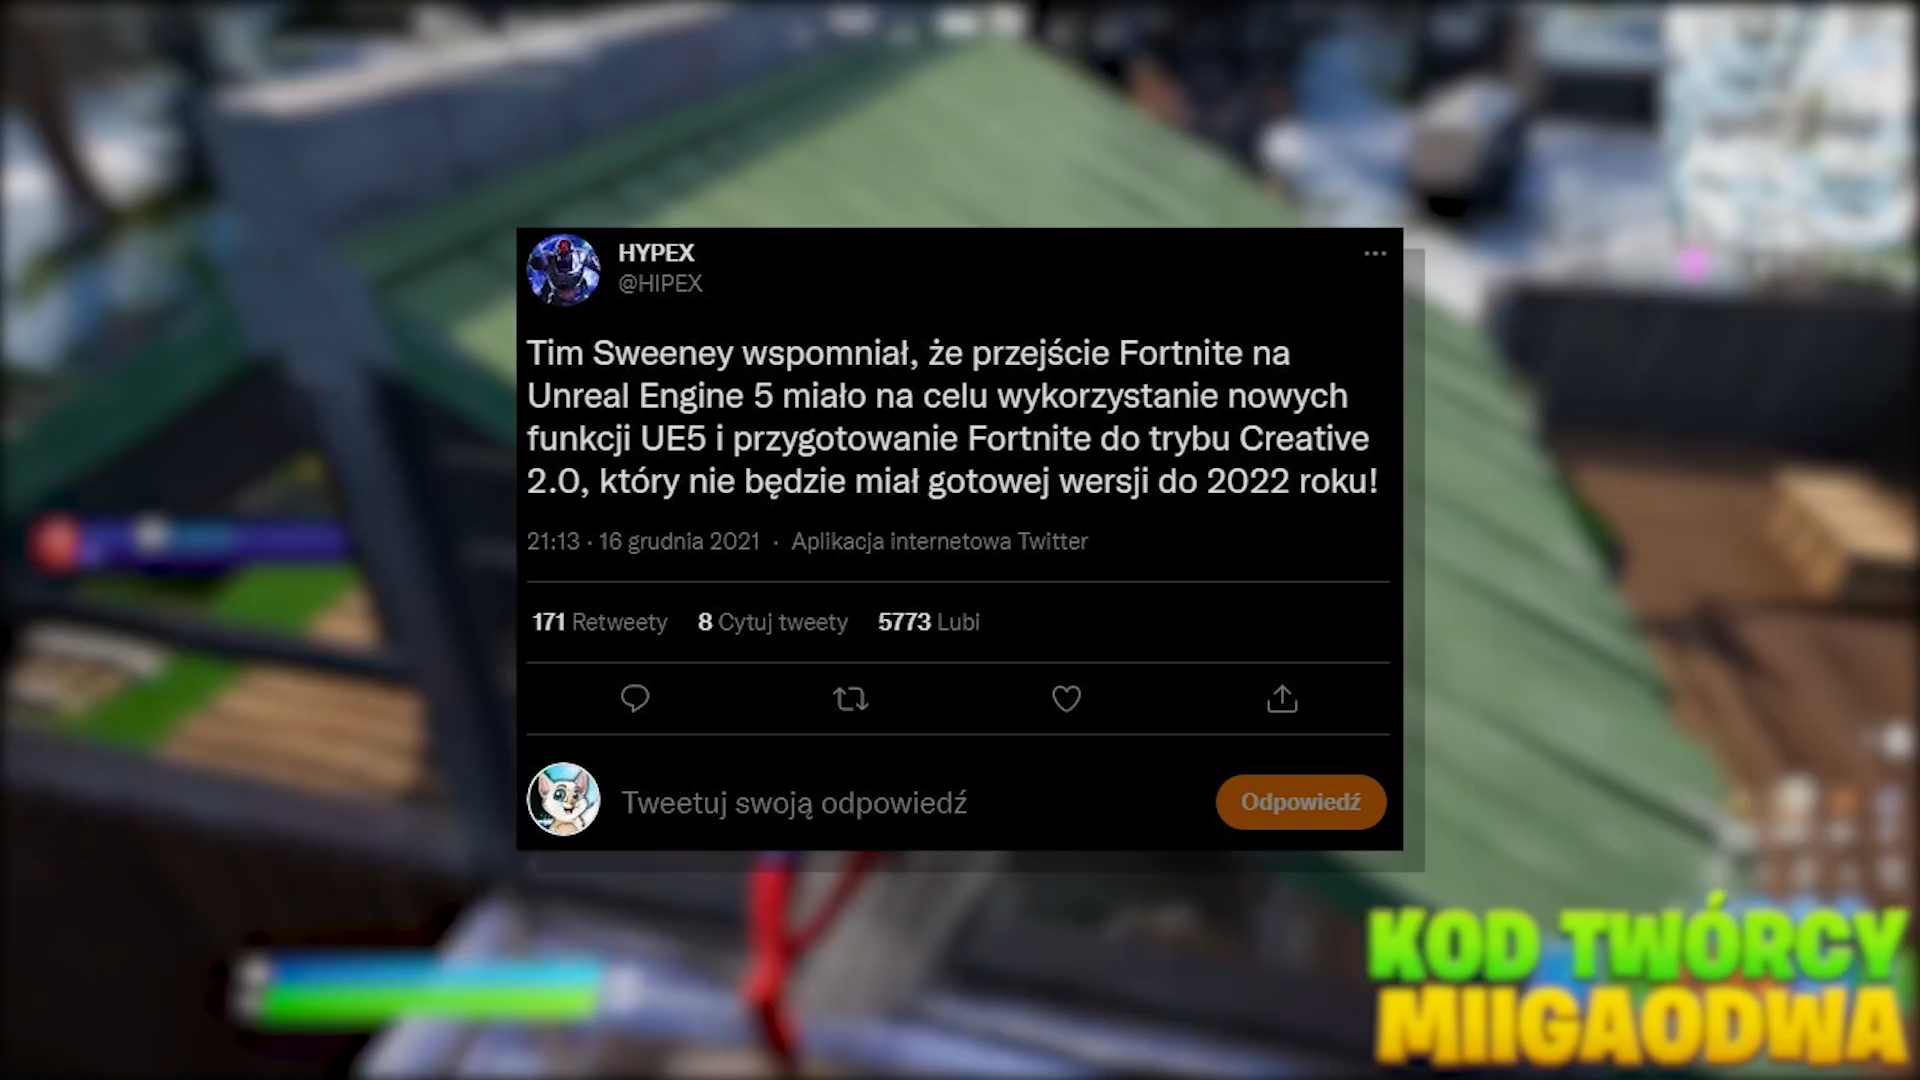 HYPEX
@HIPEX
Tim Sweeney wspomniał, że przejście Fortnite na
Unreal Engine 5 miało na celu wykorzystanie nowych
funkcji UE5 i przygotowanie Fortnite do trybu Creative
2.0, który nie będzie miał gotowej wersji do 2022 roku!
21:13 · 16 grudnia 2021 · Aplikacja internetowa Twitter
171 Retweety 8 Cytuj tweety 5773 Lubi
Tweetuj swoją odpowiedź
Odpowiedź
KOD TWÓRCY
MIIGAODWA